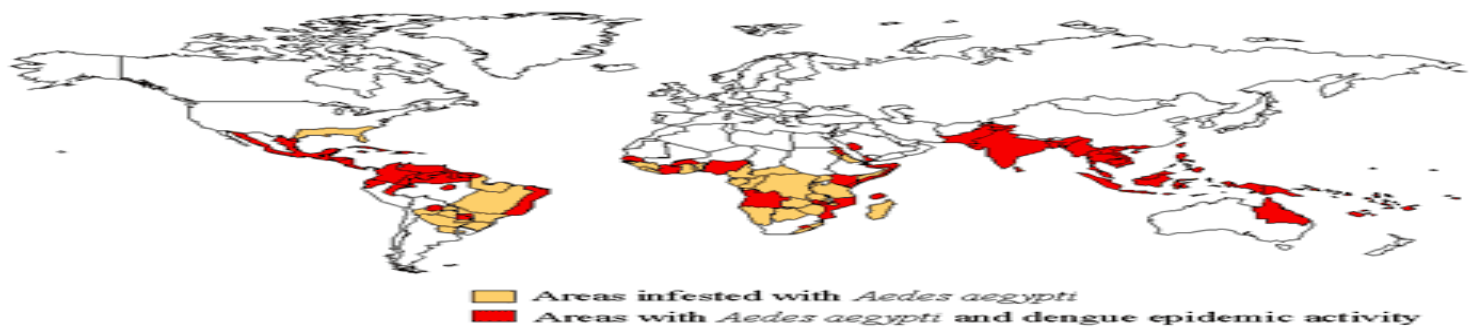 Areas infested with Aedes aegypti
Areas with Aedes aegypti and dengue epidemic activity